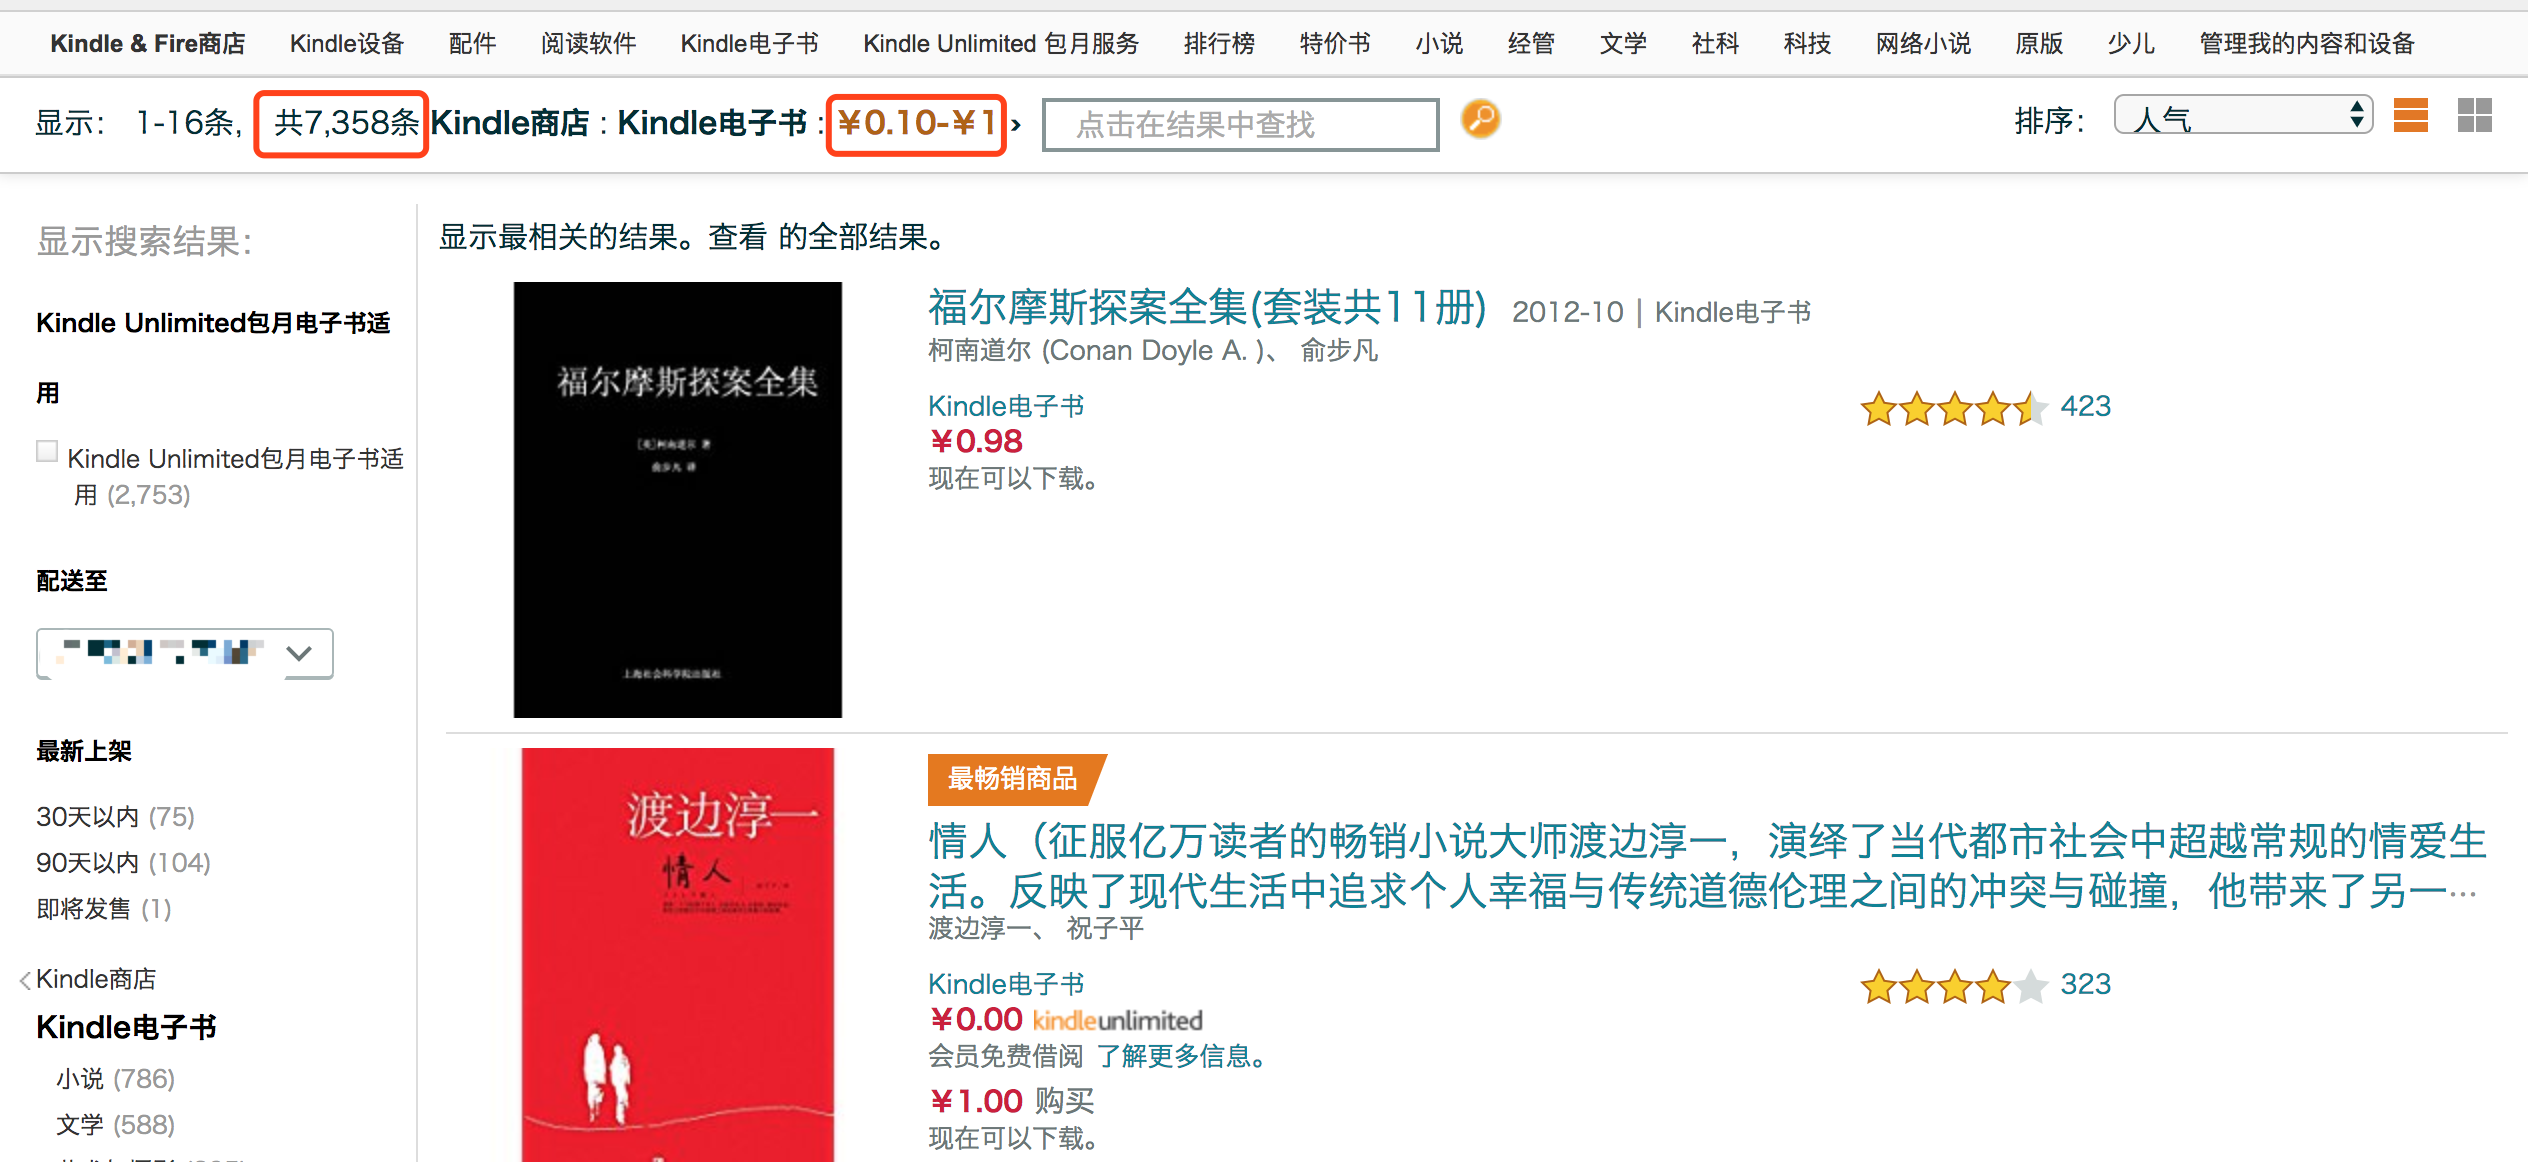 Kindle & Fire商店 Kindle设备 配件 阅读软件 Kindle电子书 Kindle Unlimited 包月服务 排行榜 特价书 小说 经管 文学 社科 科技 网络小说 原版 少儿 管理我的内容和设备
显示： 1-16条， 共7,358条 Kindle商店 : Kindle电子书 : ¥0.10-¥1 › 点击在结果中查找 排序： 人气
显示搜索结果：
Kindle Unlimited包月电子书适
用
Kindle Unlimited包月电子书适
用 (2,753)
配送至
最新上架
30天以内 (75)
90天以内 (104)
即将发售 (1)
Kindle商店
Kindle电子书
小说 (786)
文学 (588)
显示最相关的结果。查看 的全部结果。
福尔摩斯探案全集
[英]柯南道尔 著
俞步凡 译
上海社会科学院出版社
福尔摩斯探案全集(套装共11册) 2012-10 | Kindle电子书
柯南道尔 (Conan Doyle A. )、 俞步凡
Kindle电子书
¥0.98
现在可以下载。
423
渡边淳一
情人
最畅销商品
情人（征服亿万读者的畅销小说大师渡边淳一，演绎了当代都市社会中超越常规的情爱生
活。反映了现代生活中追求个人幸福与传统道德伦理之间的冲突与碰撞，他带来了另一…
渡边淳一、 祝子平
Kindle电子书
¥0.00 kindleunlimited
会员免费借阅 了解更多信息。
¥1.00 购买
现在可以下载。
323